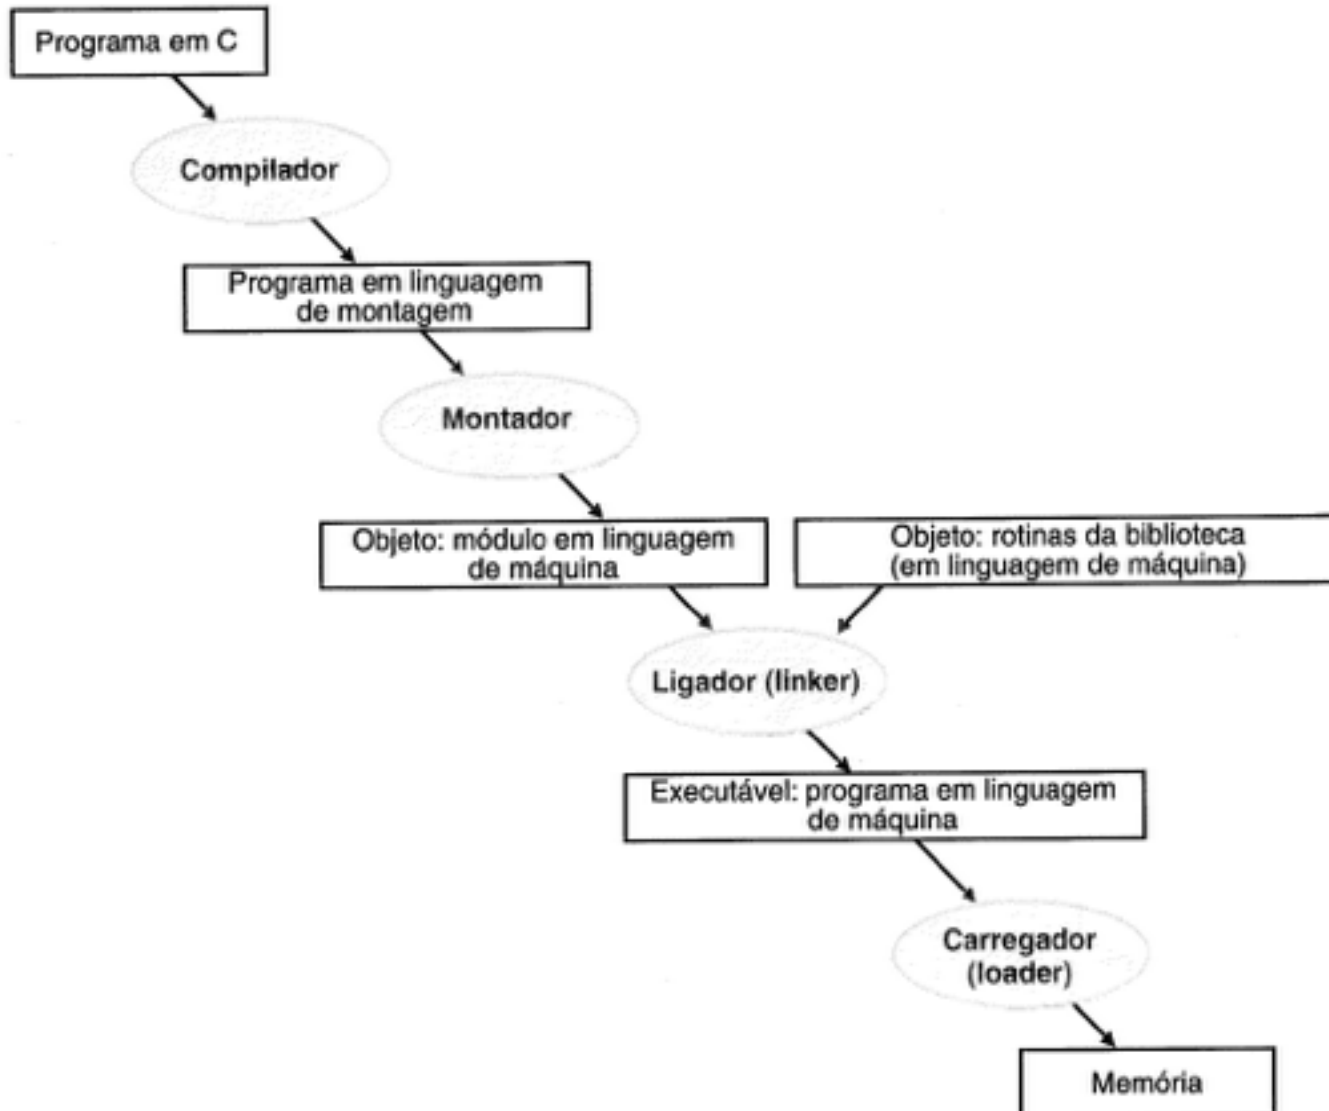 Programa em C
Compilador
Programa em linguagem
de montagem
Montador
Objeto: módulo em linguagem
de máquina
Objeto: rotinas da biblioteca
(em linguagem de máquina)
Ligador (linker)
Executável: programa em linguagem
de máquina
Carregador
(loader)
Memória